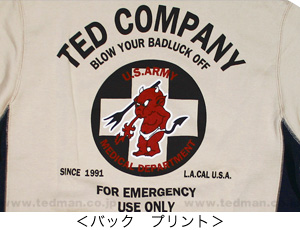 TED COMPANY
BLOW YOUR BADLUCK OFF
U.S.ARMY
MEDICAL DEPARTMENT
SINCE 1991
L.A.CAL U.S.A.
www.tedman.co.jp
www.tedman.co.jp
FOR EMERGENCY
USE ONLY
＜バック　プリント＞